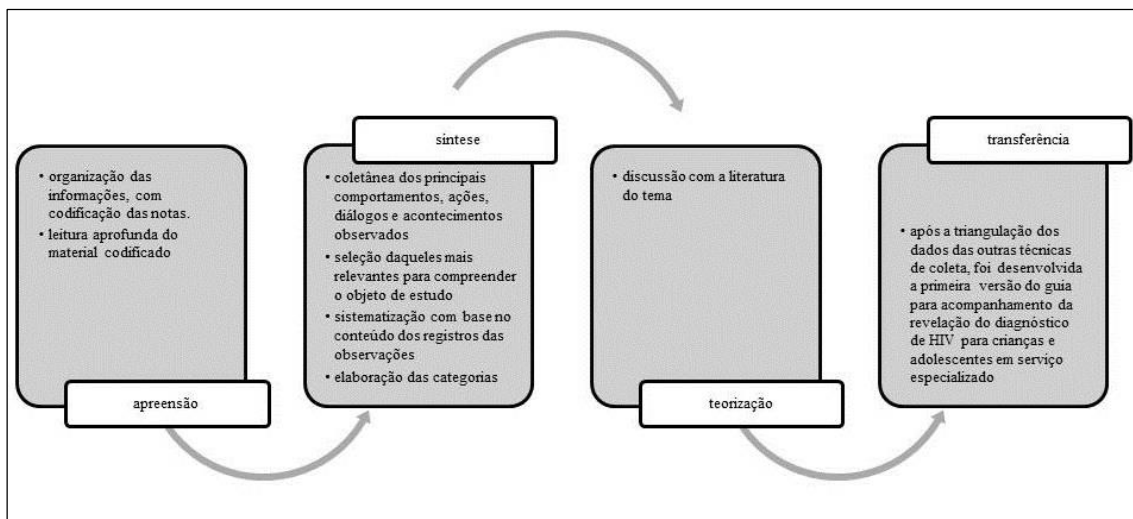 • organização das
informações, com
codificação das notas.
• leitura aprofunda do
material codificado
apreensão
sintese
• coletânea dos principais
comportamentos, ações,
diálogos e acontecimentos
observados
• seleção daqueles mais
relevantes para compreender
o objeto de estudo
• sistematização com base no
conteúdo dos registros das
observações
• elaboração das categorias
• discussão com a literatura
do tema
teorização
transferência
• após a triangulação dos
dados das outras técnicas
de coleta, foi desenvolvida
a primeira versão do guia
para acompanhamento da
revelação do diagnóstico
de HIV para crianças e
adolescentes em serviço
especializado